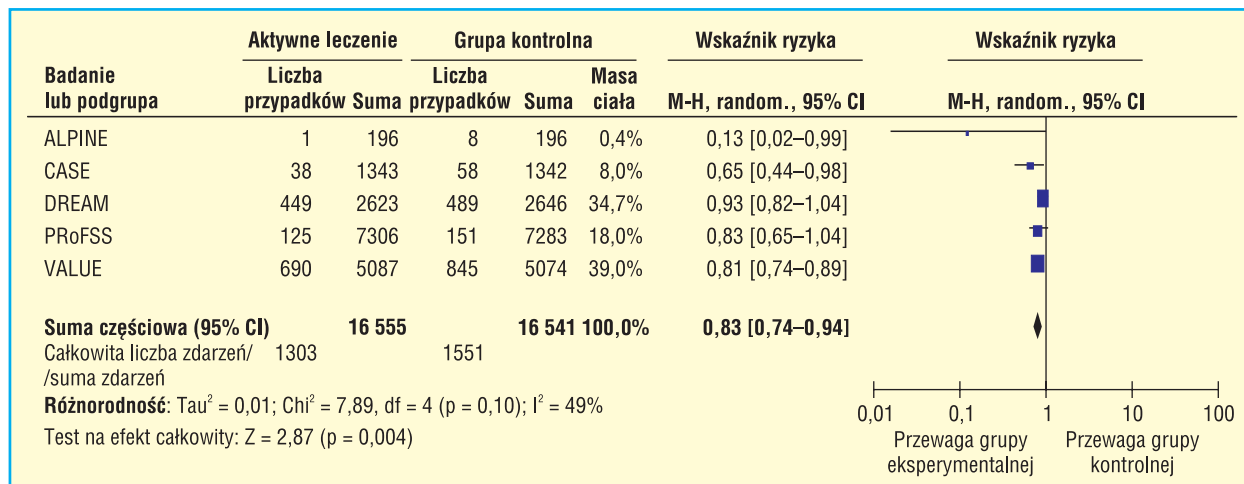 Aktywne leczenie Grupa kontrolna Wskaźnik ryzyka Wskaźnik ryzyka
Badanie Liczba Liczba Masa
lub podgrupa przypadków Suma przypadków Suma ciała M-H, random., 95% CI M-H, random., 95% CI
ALPINE 1 196 8 196 0,4% 0,13 [0,02–0,99]
CASE 38 1343 58 1342 8,0% 0,65 [0,44–0,98]
DREAM 449 2623 489 2646 34,7% 0,93 [0,82–1,04]
PRoFSS 125 7306 151 7283 18,0% 0,83 [0,65–1,04]
VALUE 690 5087 845 5074 39,0% 0,81 [0,74–0,89]
Suma częściowa (95% CI) 16 555 16 541 100,0% 0,83 [0,74–0,94]
Całkowita liczba zdarzeń/ 1303 1551
/suma zdarzeń
Różnorodność: Tau² = 0,01; Chi² = 7,89, df = 4 (p = 0,10); I² = 49%
Test na efekt całkowity: Z = 2,87 (p = 0,004)
0,01 0,1 1 10 100
Przewaga grupy Przewaga grupy
eksperymentalnej kontrolnej